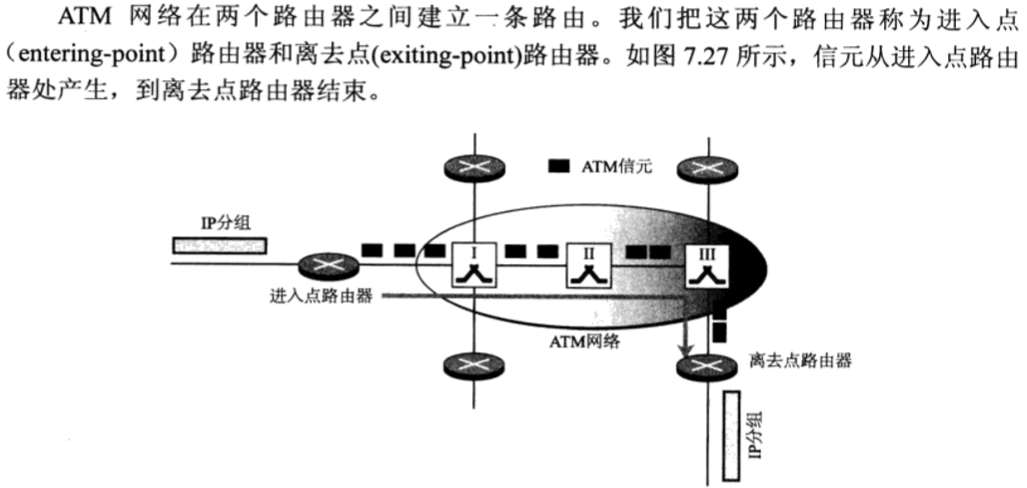 ATM 网络在两个路由器之间建立一条路由。我们把这两个路由器称为进入点
（entering-point）路由器和离去点(exiting-point)路由器。如图 7.27 所示，信元从进入点路由
器处产生，到离去点路由器结束。
ATM信元
IP分组
I
II
III
进入点路由器
ATM网络
离去点路由器
IP分组